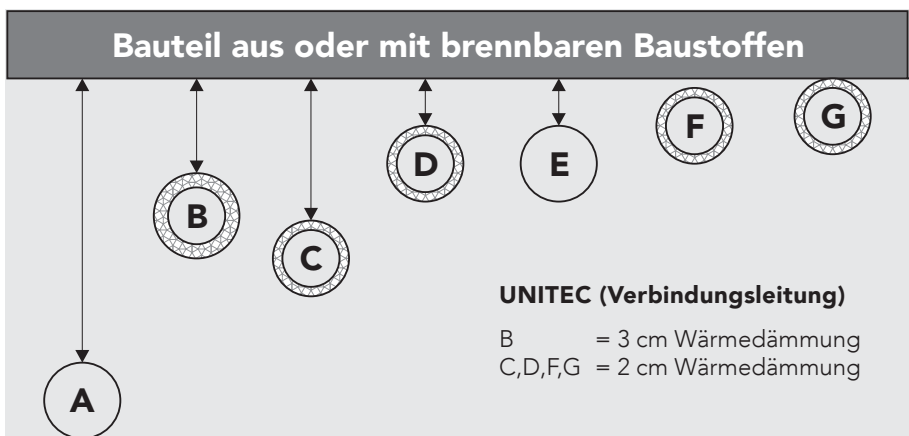 Bauteil aus oder mit brennbaren Baustoffen
A
B
C
D
E
F
G
UNITEC (Verbindungsleitung)
B = 3 cm Wärmedämmung
C,D,F,G = 2 cm Wärmedämmung